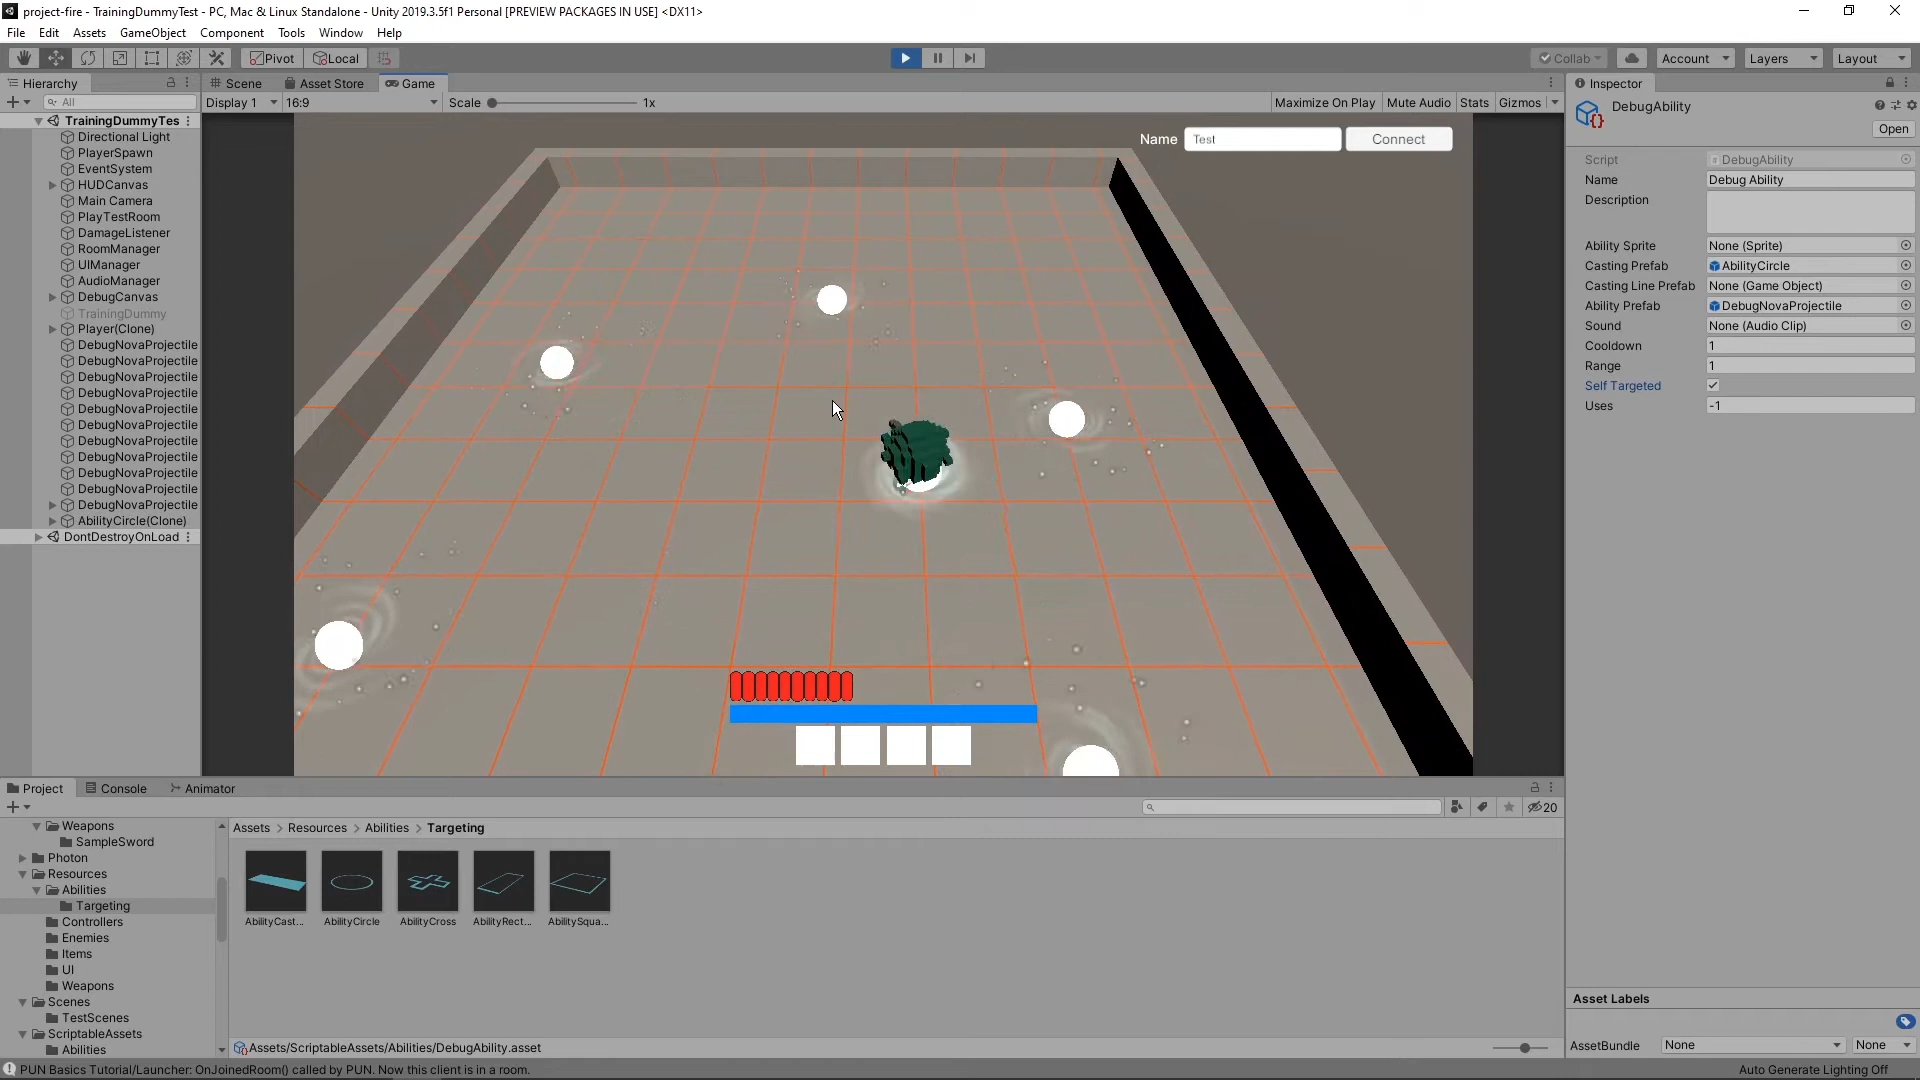 project-fire - TrainingDummyTest - PC, Mac & Linux Standalone - Unity 2019.3.5f1 Personal [PREVIEW PACKAGES IN USE] <DX11>
File Edit Assets GameObject Component Tools Window Help
Pivot Local Collab Account Layers Layout
Hierarchy
All
TrainingDummyTes
Directional Light
PlayerSpawn
EventSystem
HUDCanvas
Main Camera
PlayTestRoom
DamageListener
RoomManager
UIManager
AudioManager
DebugCanvas
TrainingDummy
Player(Clone)
DebugNovaProjectile
DebugNovaProjectile
DebugNovaProjectile
DebugNovaProjectile
DebugNovaProjectile
DebugNovaProjectile
DebugNovaProjectile
DebugNovaProjectile
DebugNovaProjectile
DebugNovaProjectile
DebugNovaProjectile
AbilityCircle(Clone)
DontDestroyOnLoad
Scene Asset Store Game
Display 1 16:9 Scale 1x Maximize On Play Mute Audio Stats Gizmos
Name Test Connect
Inspector
DebugAbility
Open
Script DebugAbility
Name Debug Ability
Description
Ability Sprite None (Sprite)
Casting Prefab AbilityCircle
Casting Line Prefab None (Game Object)
Ability Prefab DebugNovaProjectile
Sound None (Audio Clip)
Cooldown 1
Range 1
Self Targeted
Uses -1
Asset Labels
AssetBundle None None
Project Console Animator
20
Weapons
SampleSword
Photon
Resources
Abilities
Targeting
Controllers
Enemies
Items
UI
Weapons
Scenes
TestScenes
ScriptableAssets
Abilities
Assets > Resources > Abilities > Targeting
AbilityCast... AbilityCircle AbilityCross AbilityRect... AbilitySqua...
Assets/ScriptableAssets/Abilities/DebugAbility.asset
PUN Basics Tutorial/Launcher: OnJoinedRoom() called by PUN. Now this client is in a room.
Auto Generate Lighting Off